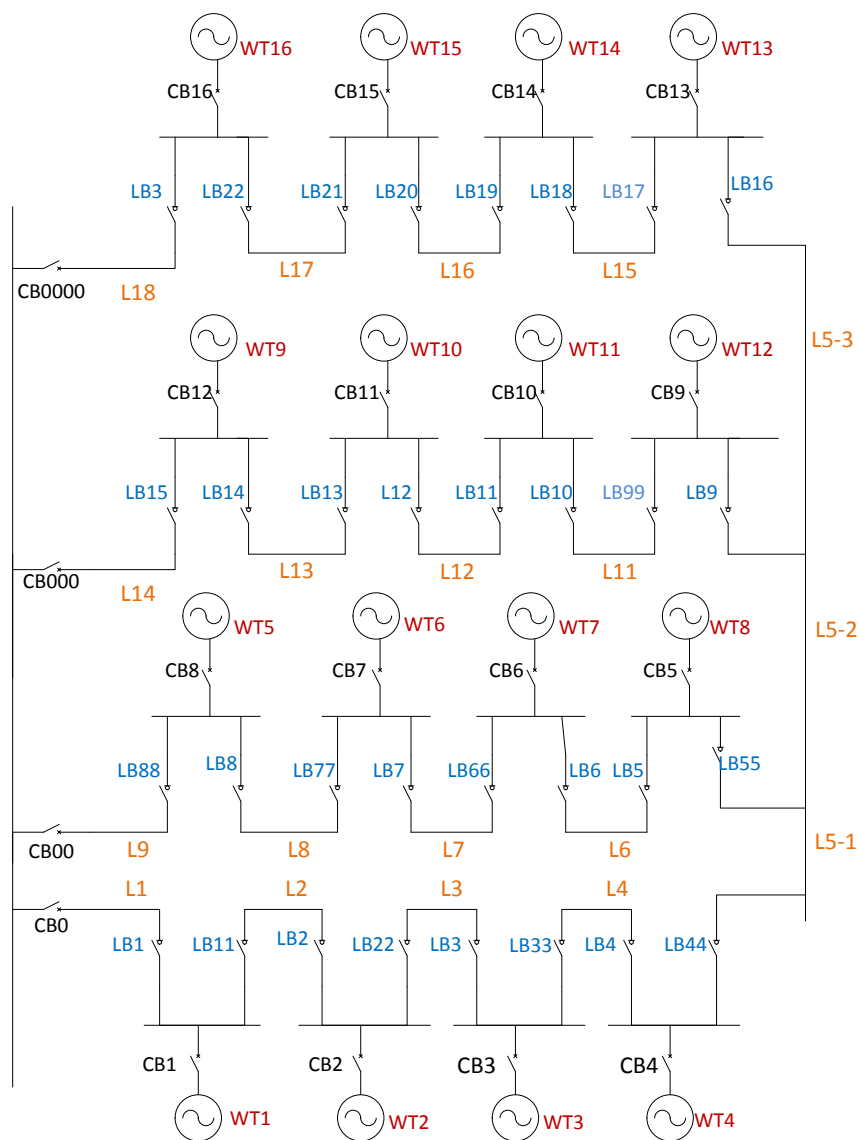 WT16 WT15 WT14 WT13
CB16 CB15 CB14 CB13
LB3 LB22 LB21 LB20 LB19 LB18 LB17 LB16
L17 L16 L15
CB0000 L18
L5-3
WT9 WT10 WT11 WT12
CB12 CB11 CB10 CB9
LB15 LB14 LB13 L12 LB11 LB10 LB99 LB9
L13 L12 L11
CB000 L14
L5-2
WT5 WT6 WT7 WT8
CB8 CB7 CB6 CB5
LB88 LB8 LB77 LB7 LB66 LB6 LB5 LB55
CB00 L9 L8 L7 L6 L5-1
L1 L2 L3 L4
CB0
LB1 LB11 LB2 LB22 LB3 LB33 LB4 LB44
CB1 CB2 CB3 CB4
WT1 WT2 WT3 WT4